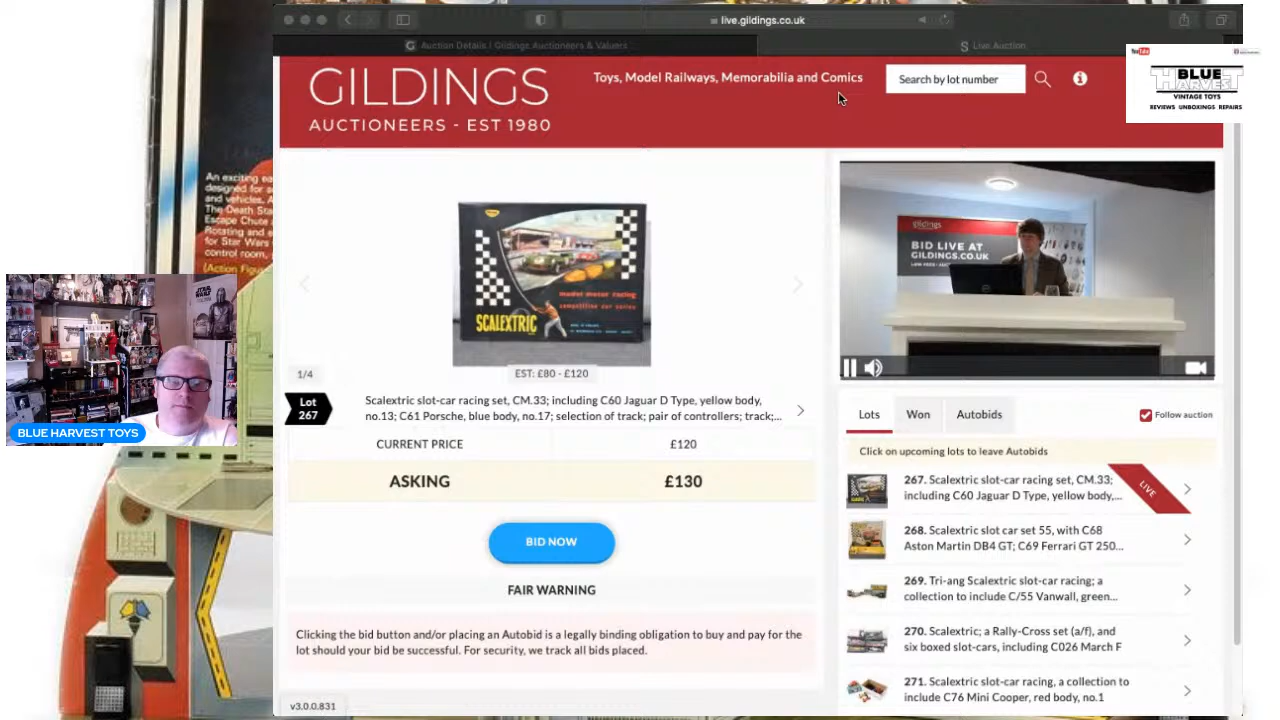 live.gildings.co.uk
Auction Details | Gildings Auctioneers & Valuers
Live Auction
GILDINGS
AUCTIONEERS - EST 1980
Toys, Model Railways, Memorabilia and Comics
Search by lot number
YouTube
BLUE
HARVEST
VINTAGE TOYS
REVIEWS UNBOXINGS REPAIRS
An exciting
designed for
and vehicles.
The Death Sta
Escape Chute
Rotating and
for Star Wars
control room,
(Action Figu
STAR WARS
BLUE HARVEST TOYS
SCALEXTRIC
model motor racing
competition car series
1/4
EST: £80 - £120
Lot
267
Scalextric slot-car racing set, CM.33; including C60 Jaguar D Type, yellow body,
no.13; C61 Porsche, blue body, no.17; selection of track; pair of controllers; track;...
CURRENT PRICE
£120
ASKING
£130
BID NOW
FAIR WARNING
Clicking the bid button and/or placing an Autobid is a legally binding obligation to buy and pay for the
lot should your bid be successful. For security, we track all bids placed.
v3.0.0.831
gildings
BID LIVE AT
GILDINGS.CO.UK
Lots
Won
Autobids
Follow auction
Click on upcoming lots to leave Autobids
267. Scalextric slot-car racing set, CM.33;
including C60 Jaguar D Type, yellow body,...
LIVE
268. Scalextric slot car set 55, with C68
Aston Martin DB4 GT; C69 Ferrari GT 250...
269. Tri-ang Scalextric slot-car racing; a
collection to include C/55 Vanwall, green...
270. Scalextric; a Rally-Cross set (a/f), and
six boxed slot-cars, including C026 March F
271. Scalextric slot-car racing, a collection to
include C76 Mini Cooper, red body, no.1